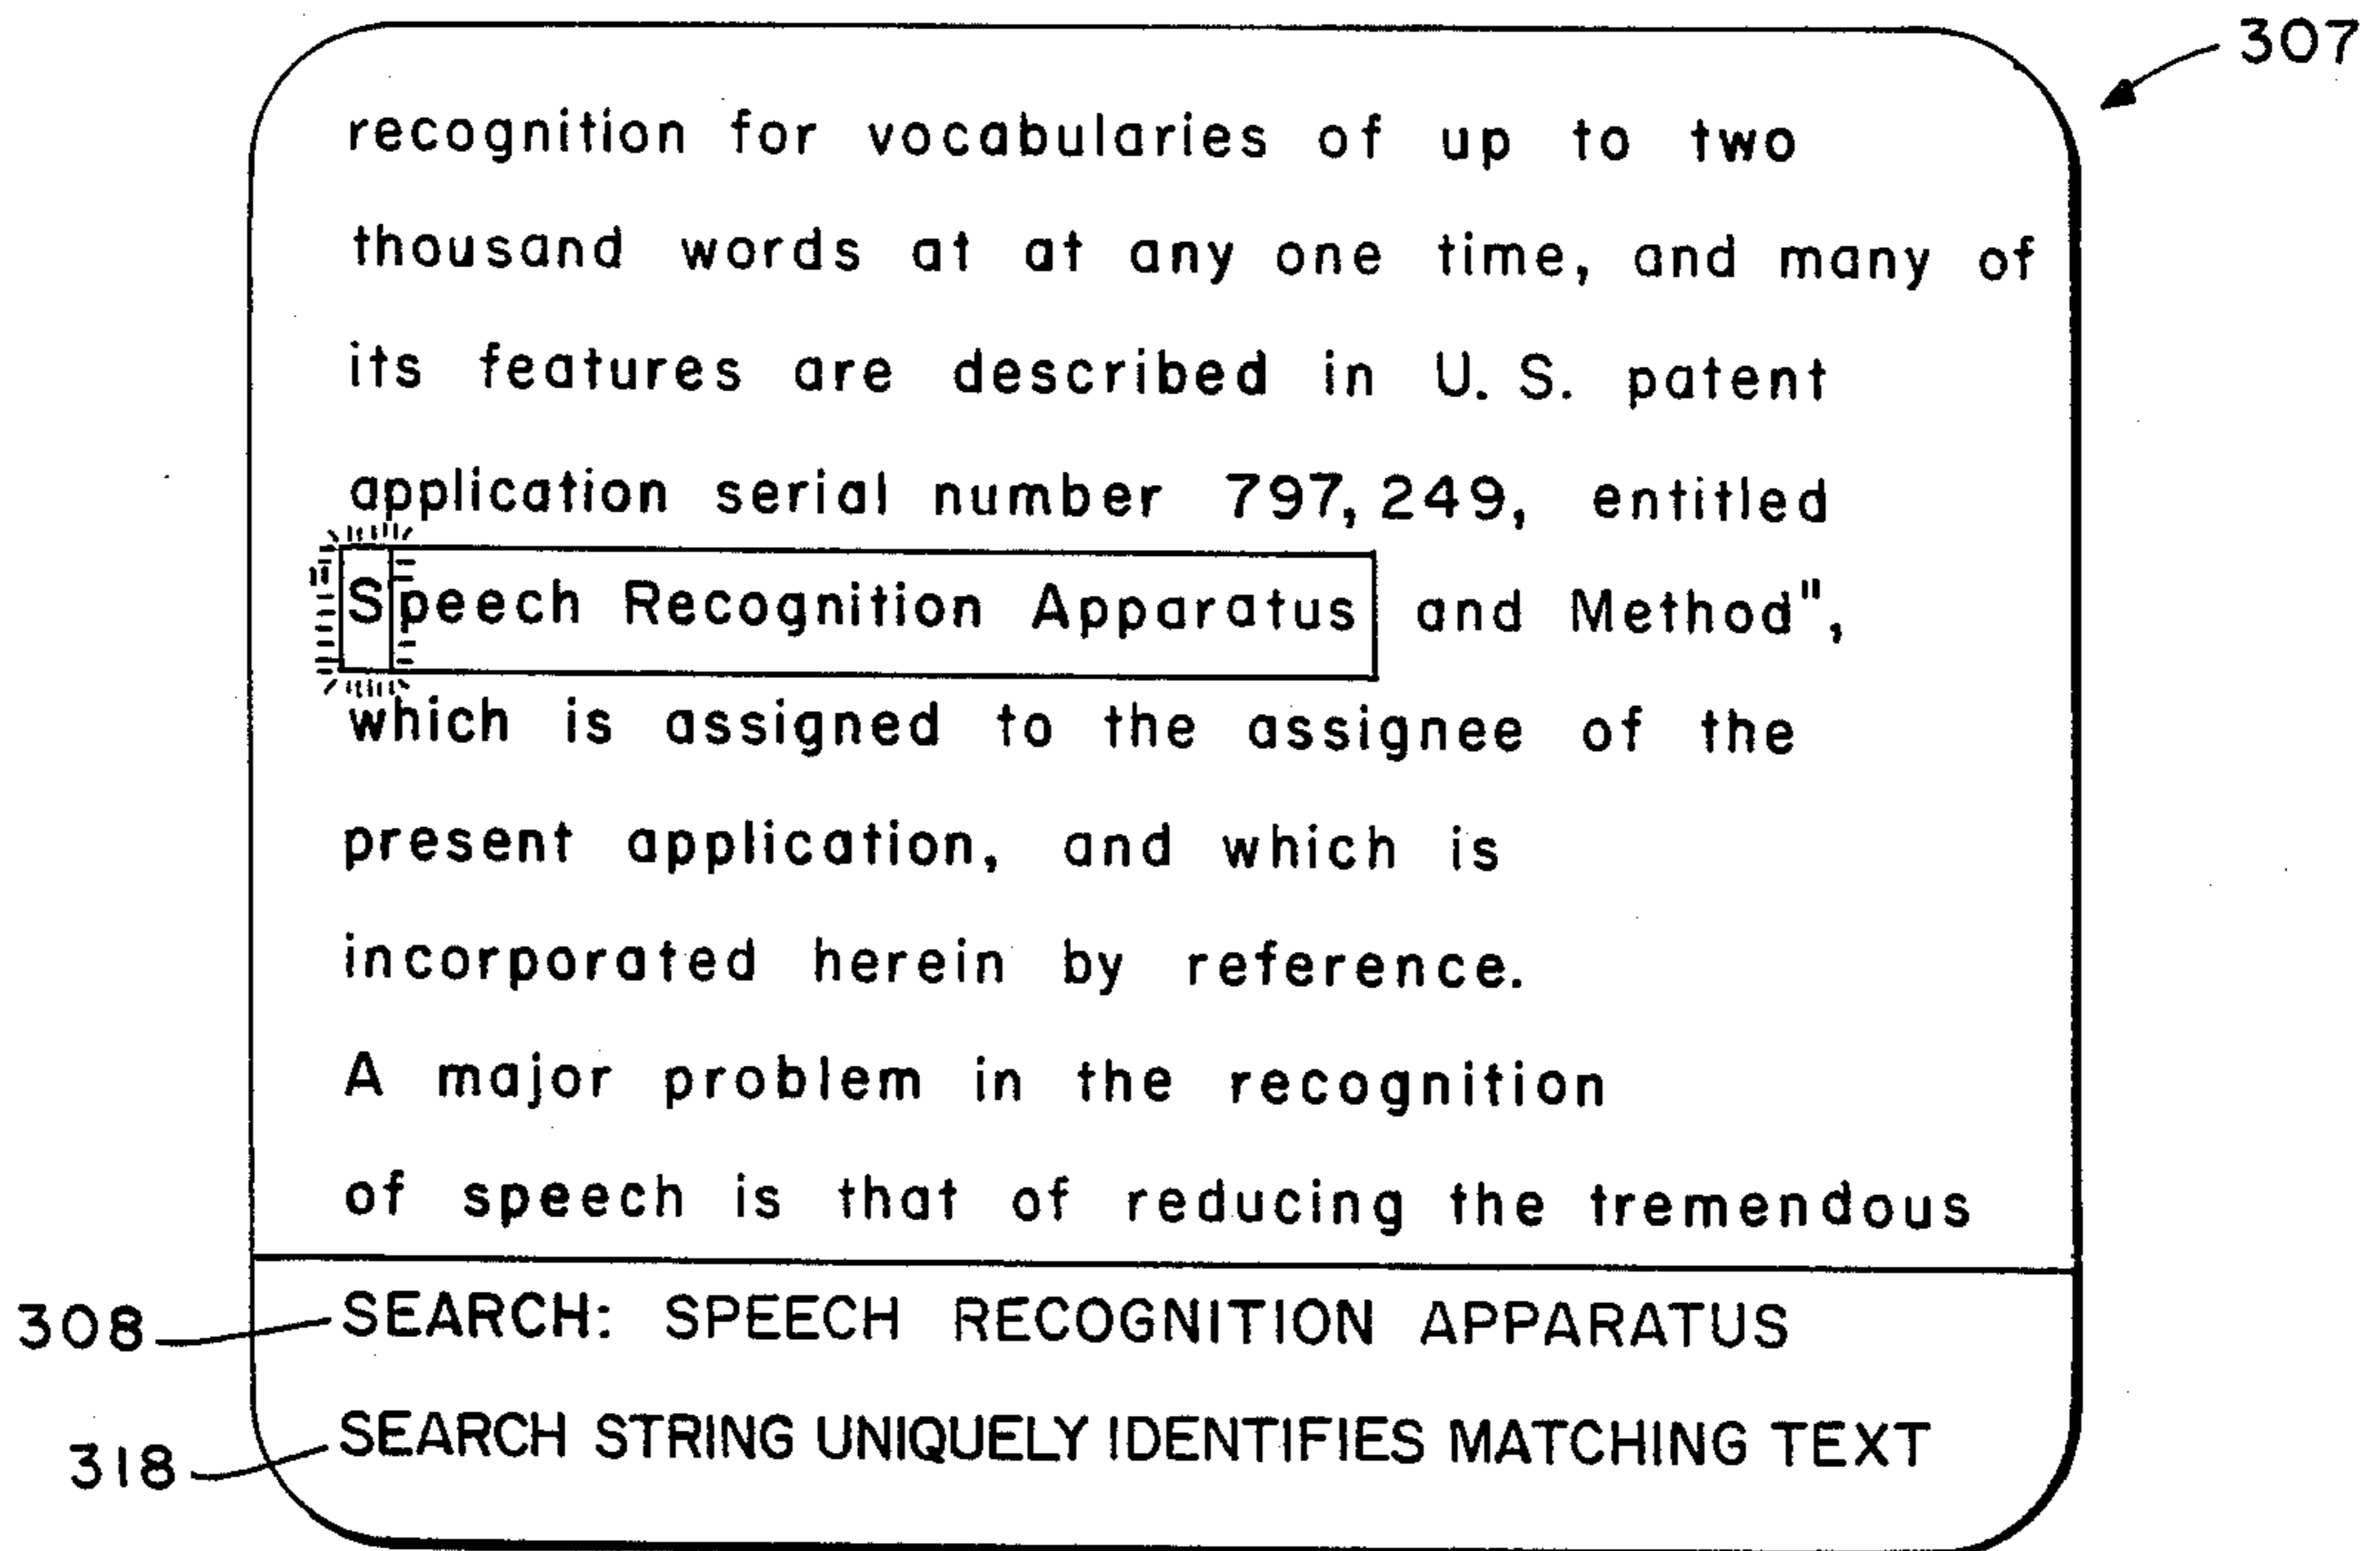 307
recognition for vocabularies of up to two
thousand words at at any one time, and many of
its features are described in U. S. patent
application serial number 797, 249, entitled
"Speech Recognition Apparatus and Method",
which is assigned to the assignee of the
present application, and which is
incorporated herein by reference.
A major problem in the recognition
of speech is that of reducing the tremendous
308 SEARCH: SPEECH RECOGNITION APPARATUS
318 SEARCH STRING UNIQUELY IDENTIFIES MATCHING TEXT